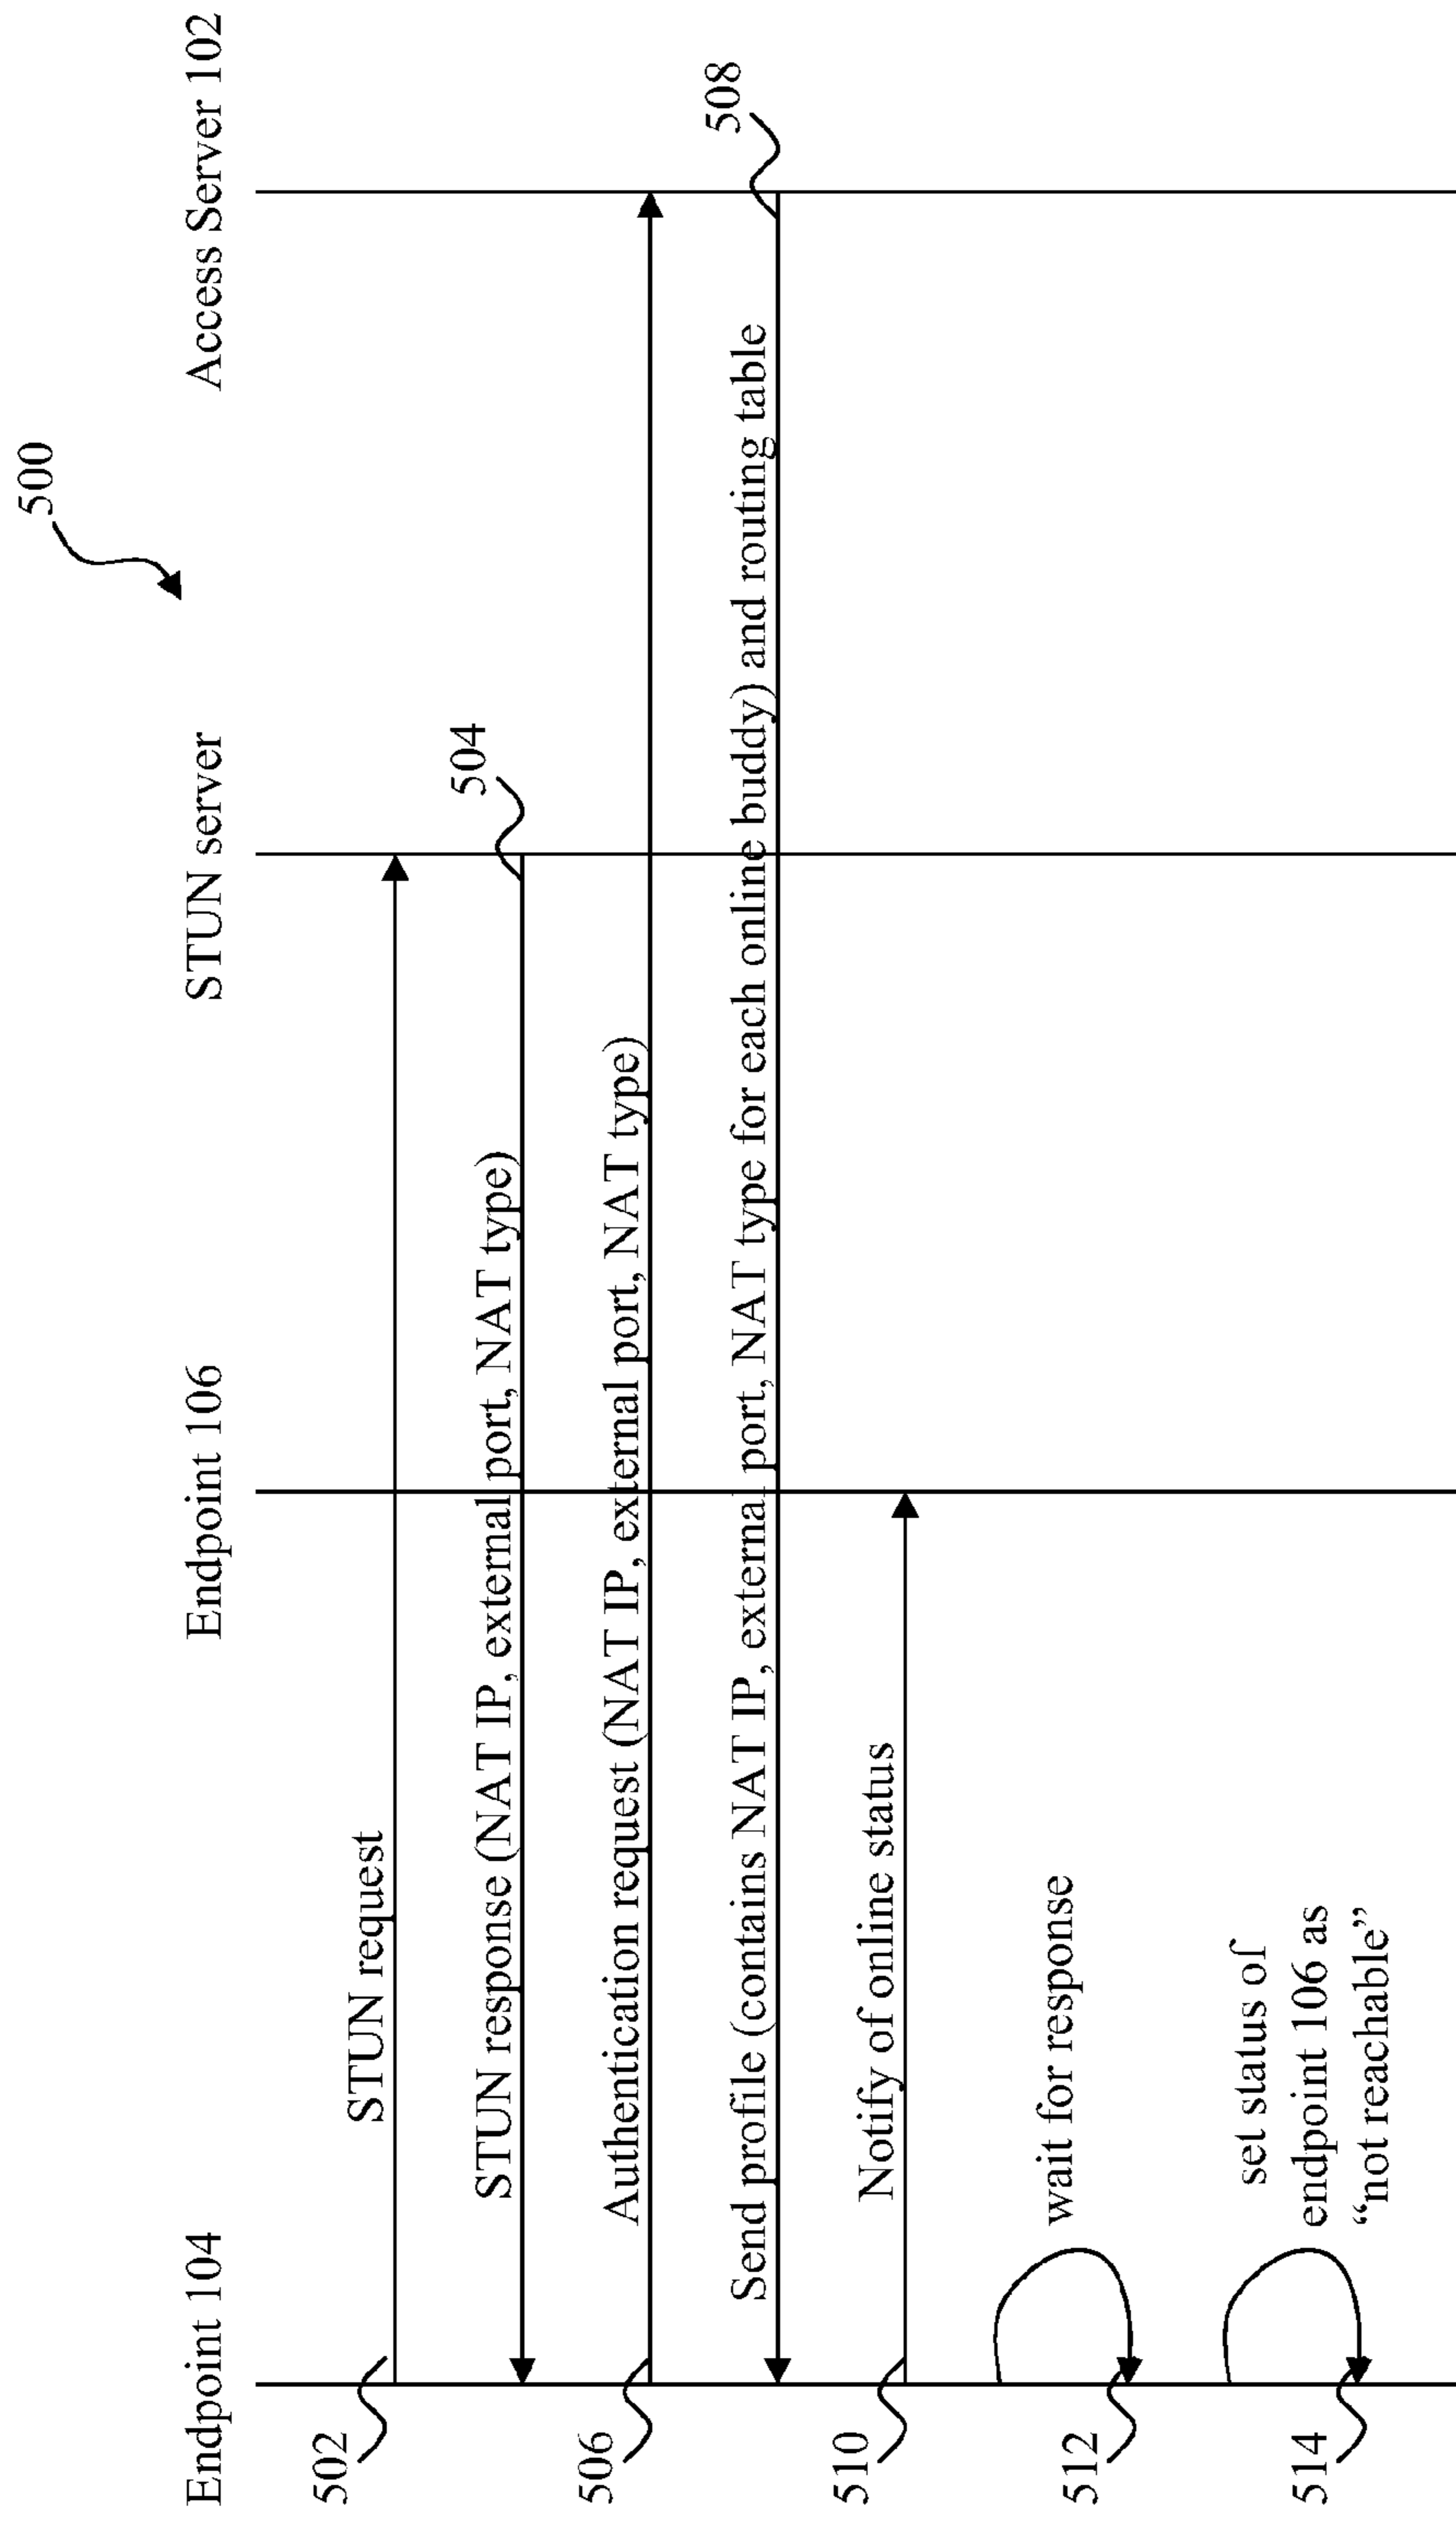 500
Endpoint 104
Endpoint 106
STUN server
Access Server 102
502
STUN request
504
STUN response (NAT IP, external port, NAT type)
506
Authentication request (NAT IP, external port, NAT type)
508
Send profile (contains NAT IP, external port, NAT type for each online buddy) and routing table
510
Notify of online status
512
wait for response
514
set status of
endpoint 106 as
“not reachable”